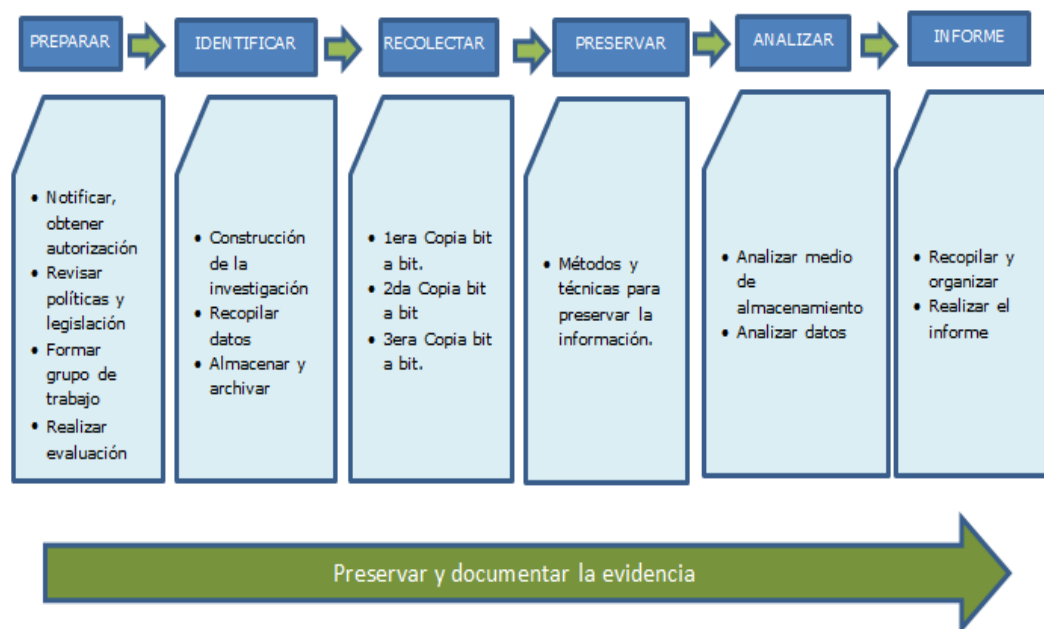 PREPARAR
IDENTIFICAR
RECOLECTAR
PRESERVAR
ANALIZAR
INFORME
• Notificar,
obtener
autorización
• Revisar
políticas y
legislación
• Formar
grupo de
trabajo
• Realizar
evaluación
• Construcción
de la
investigación
• Recopilar
datos
• Almacenar y
archivar
• 1era Copia bit
a bit.
• 2da Copia bit
a bit
• 3era Copia bit
a bit.
• Métodos y
técnicas para
preservar la
información.
• Analizar medio
de
almacenamiento
• Analizar datos
• Recopilar y
organizar
• Realizar el
informe
Preservar y documentar la evidencia